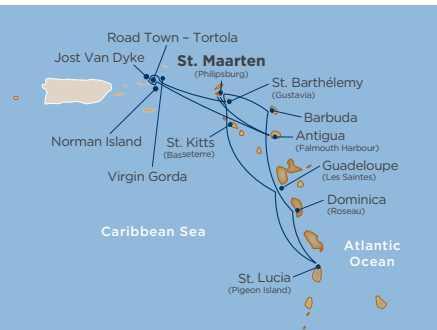 Road Town – Tortola
Jost Van Dyke
St. Maarten
(Philipsburg)
St. Barthélemy
(Gustavia)
Barbuda
Norman Island
St. Kitts
(Basseterre)
Antigua
(Falmouth Harbour)
Virgin Gorda
Guadeloupe
(Les Saintes)
Dominica
(Roseau)
Caribbean Sea
Atlantic
Ocean
St. Lucia
(Pigeon Island)